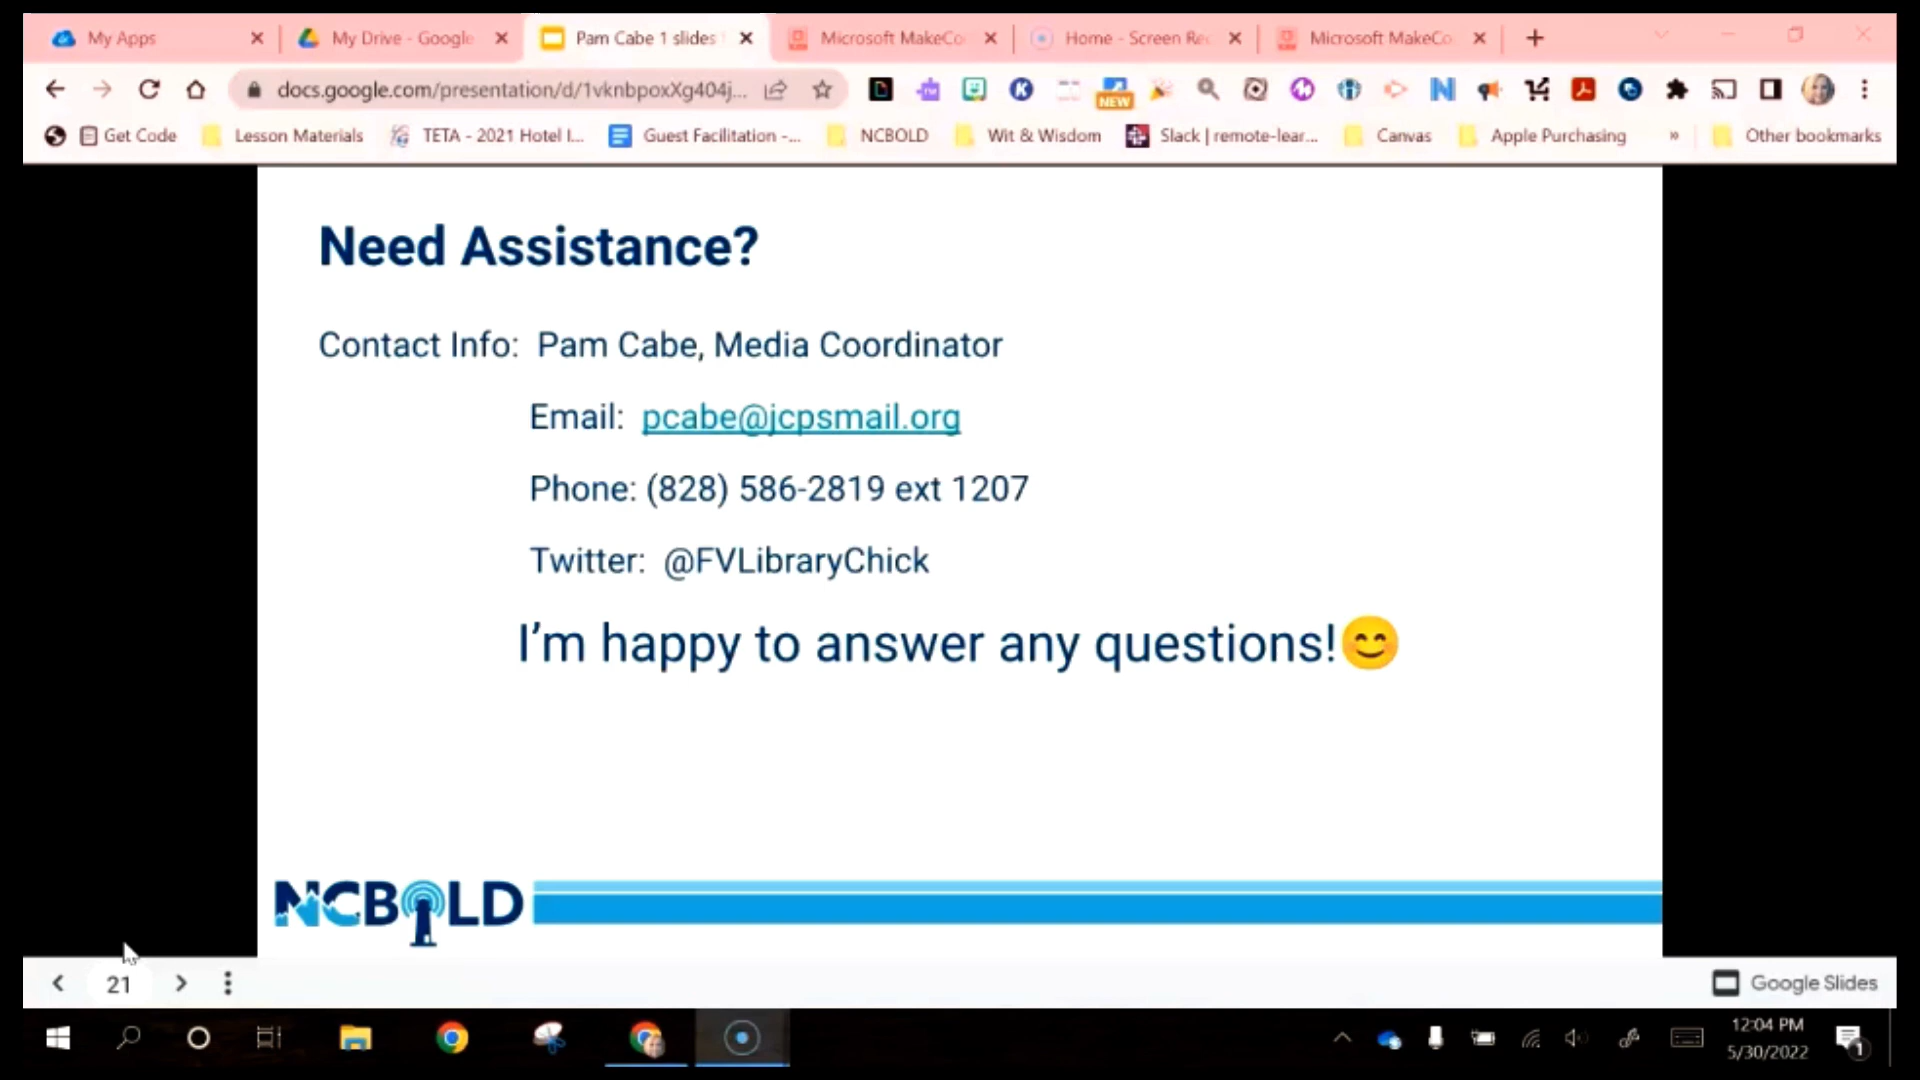 My Apps
My Drive - Google
Pam Cabe 1 slides
Microsoft MakeCo
Home - Screen Rec
Microsoft MakeCo
docs.google.com/presentation/d/1vknbpoxXg404j...
NEW
Get Code
Lesson Materials
TETA - 2021 Hotel I...
Guest Facilitation -...
NCBOLD
Wit & Wisdom
Slack | remote-lear...
Canvas
Apple Purchasing
»
Other bookmarks
Need Assistance?
Contact Info: Pam Cabe, Media Coordinator
Email: pcabe@jcpsmail.org
Phone: (828) 586-2819 ext 1207
Twitter: @FVLibraryChick
I'm happy to answer any questions!😊
NCBOLD
21
Google Slides
12:04 PM
5/30/2022
1